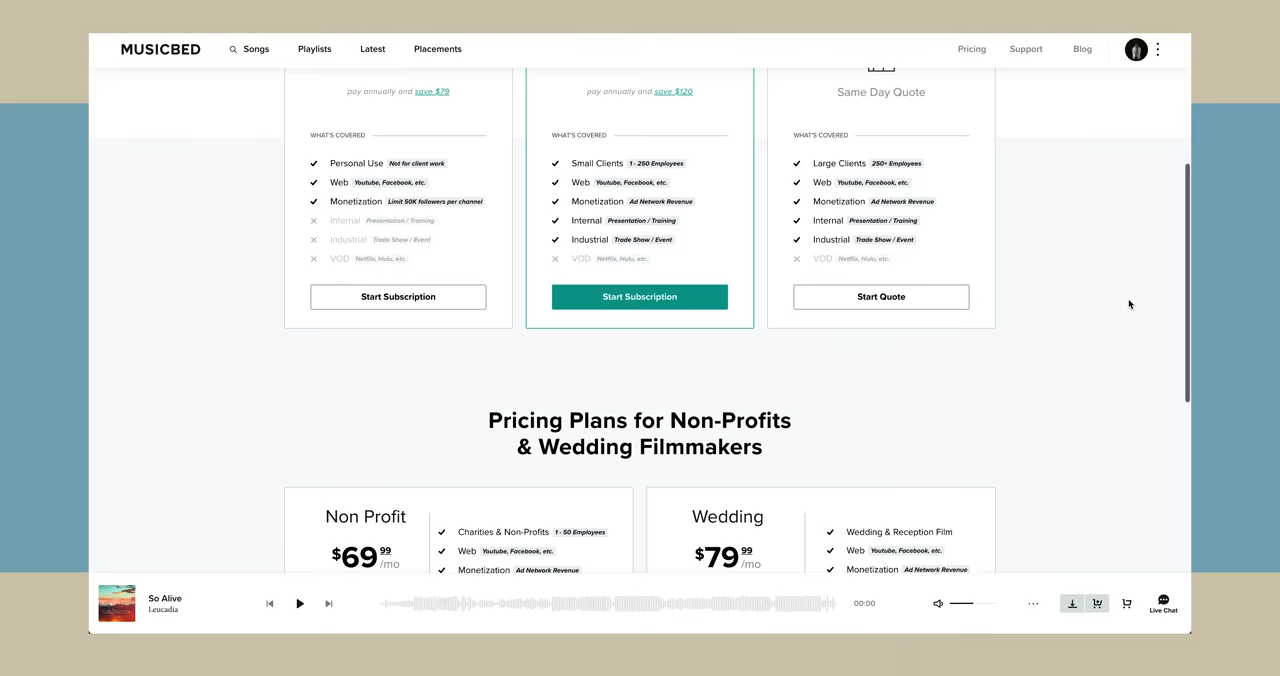 MUSICBED Songs Playlists Latest Placements Pricing Support Blog
pay annually and save $79
WHAT'S COVERED
Personal Use Not for client work
Web Youtube, Facebook, etc.
Monetization Limit 50K followers per channel
Internal Presentation / Training
Industrial Trade Show / Event
VOD Netflix, Hulu, etc.
Start Subscription
pay annually and save $120
WHAT'S COVERED
Small Clients 1 - 250 Employees
Web Youtube, Facebook, etc.
Monetization Ad Network Revenue
Internal Presentation / Training
Industrial Trade Show / Event
VOD Netflix, Hulu, etc.
Start Subscription
Same Day Quote
WHAT'S COVERED
Large Clients 250+ Employees
Web Youtube, Facebook, etc.
Monetization Ad Network Revenue
Internal Presentation / Training
Industrial Trade Show / Event
VOD Netflix, Hulu, etc.
Start Quote
Pricing Plans for Non-Profits
& Wedding Filmmakers
Non Profit
$69 99 /mo
Charities & Non-Profits 1 - 50 Employees
Web Youtube, Facebook, etc.
Monetization Ad Network Revenue
Wedding
$79 99 /mo
Wedding & Reception Film
Web Youtube, Facebook, etc.
Monetization Ad Network Revenue
So Alive
Leucadia
00:00
Live Chat